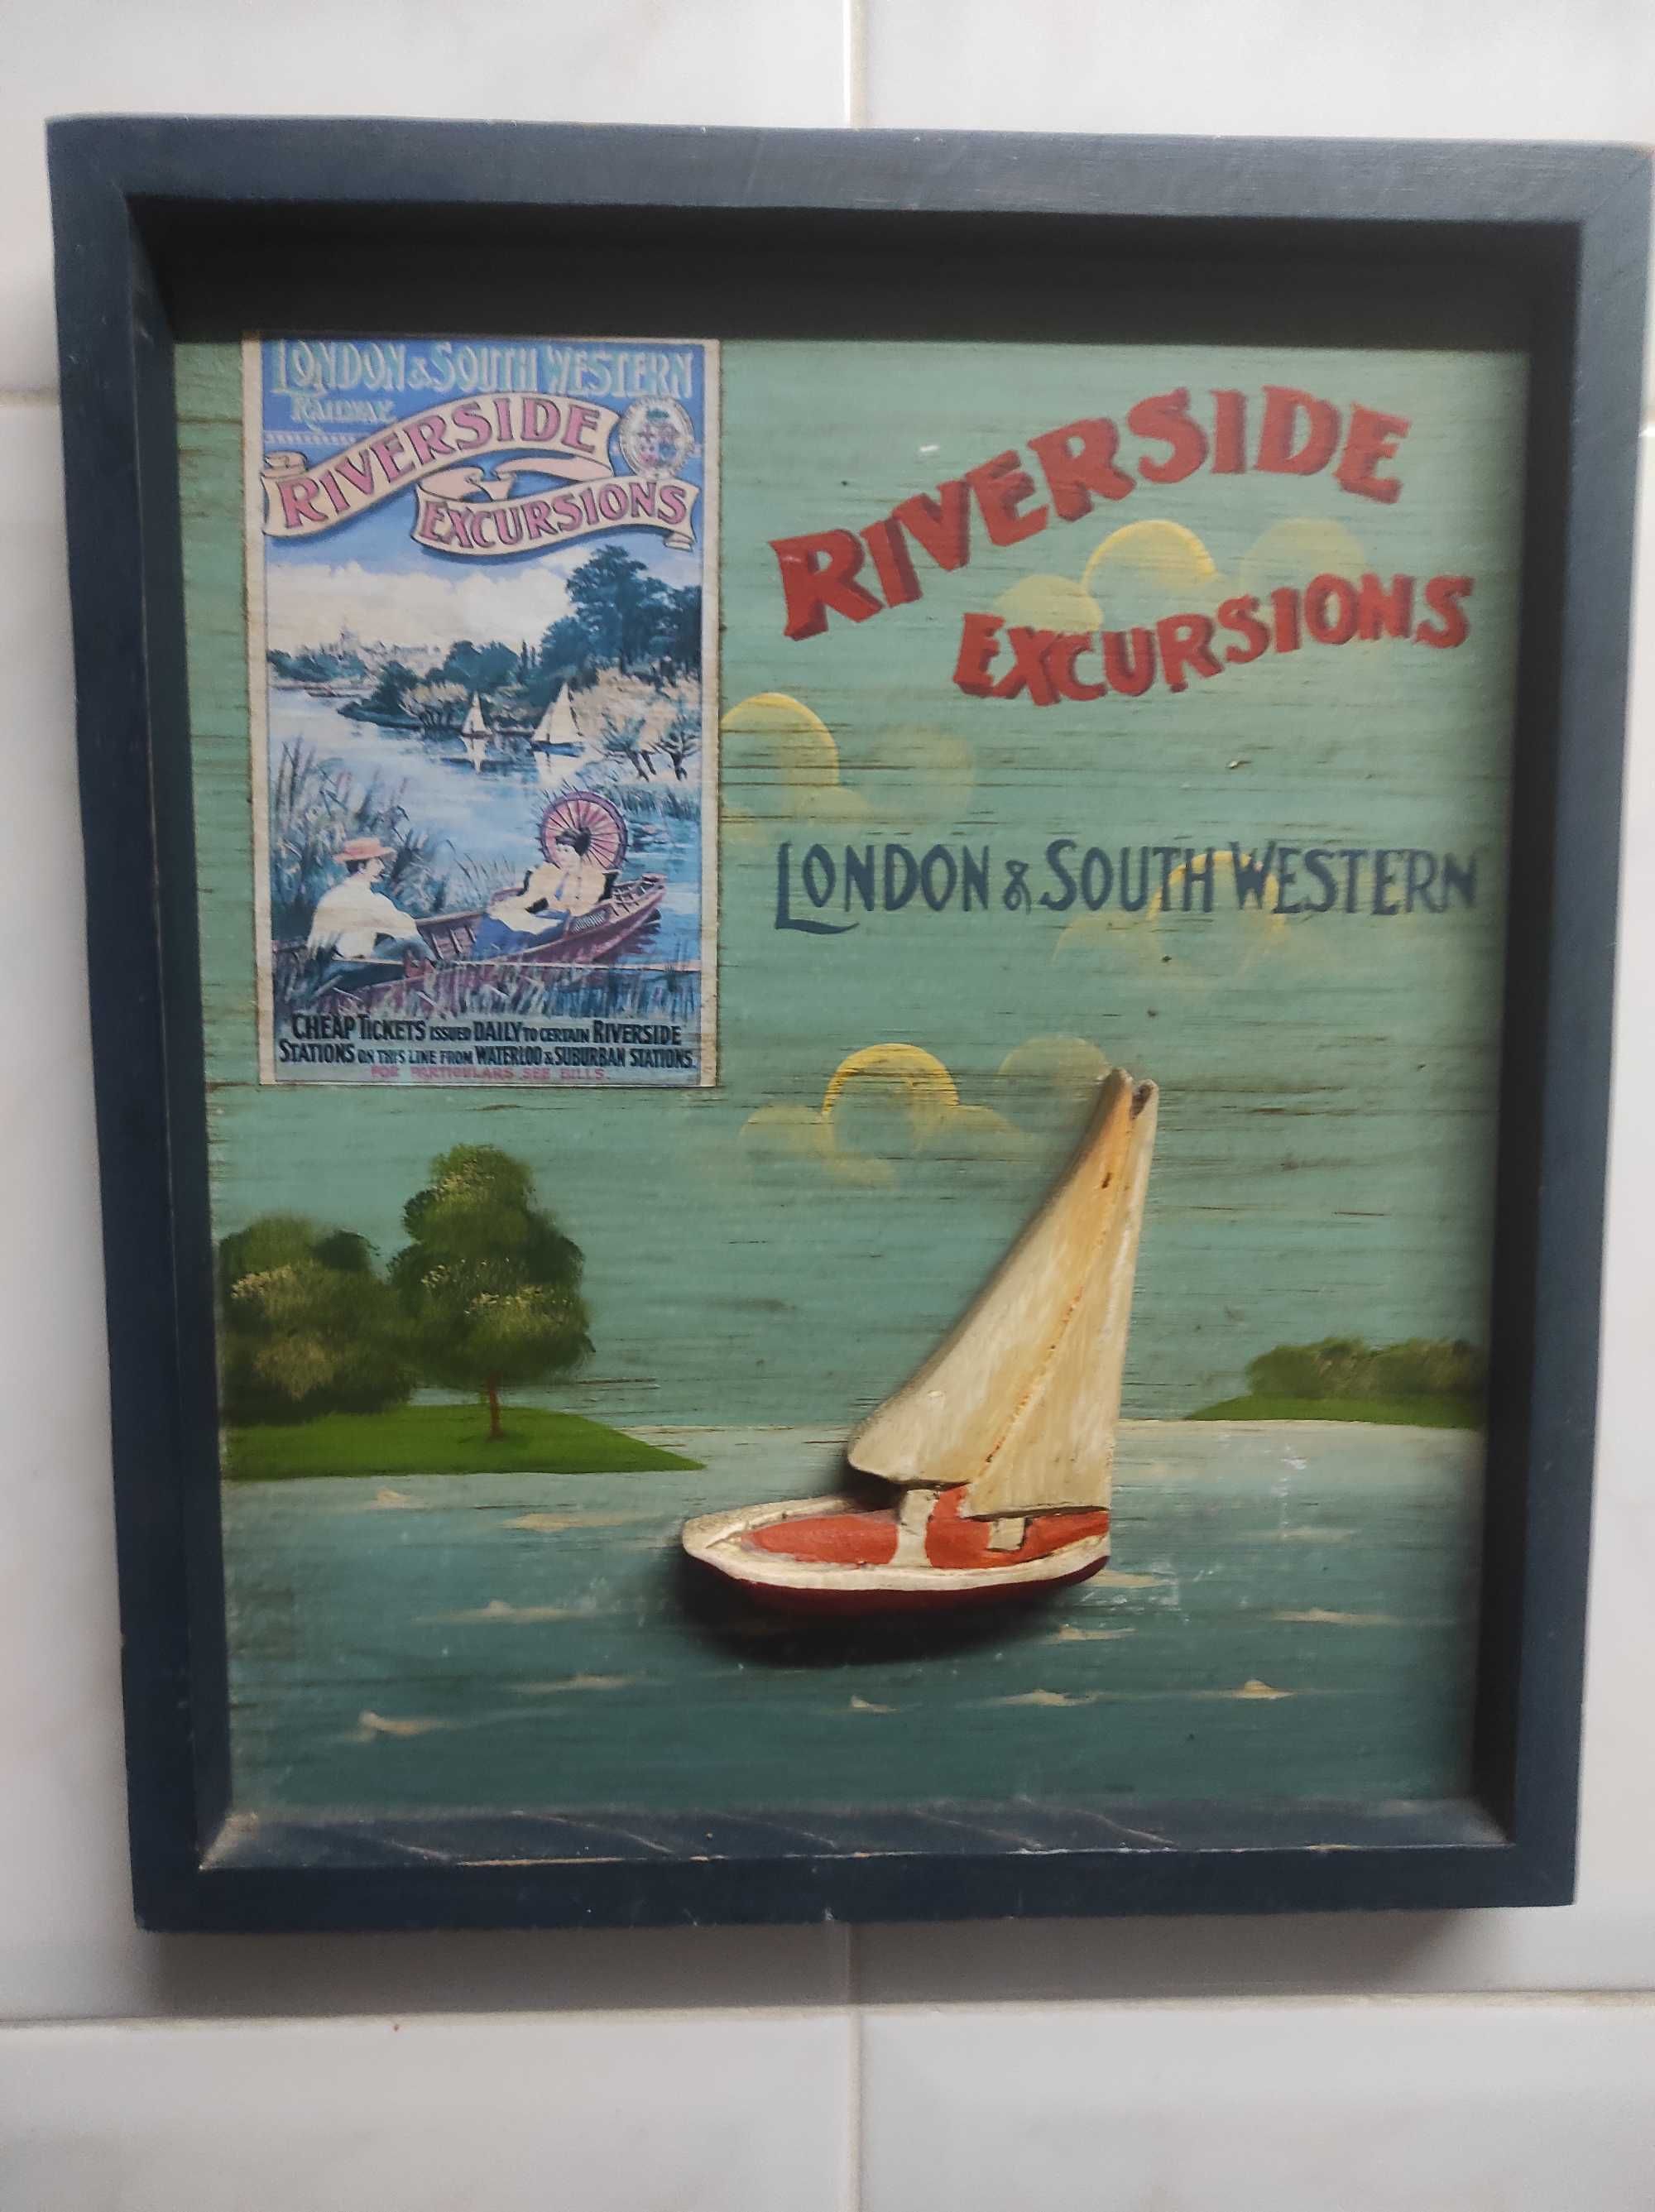 LONDON & SOUTH WESTERN
RAILWAY.
RIVERSIDE
EXCURSIONS
CHEAP TICKETS ISSUED DAILY TO CERTAIN RIVERSIDE
STATIONS ON THIS LINE FROM WATERLOO & SUBURBAN STATIONS.
FOR PARTICULARS SEE BILLS.
RIVERSIDE
EXCURSIONS
LONDON & SOUTH WESTERN